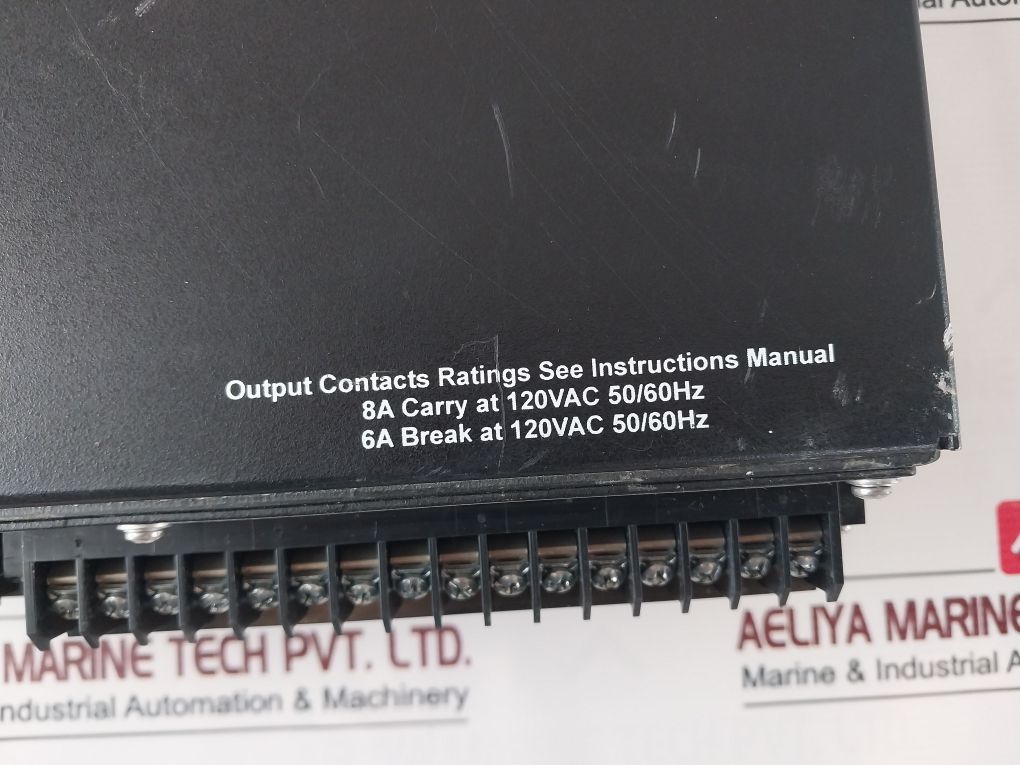 Output Contacts Ratings See Instructions Manual
8A Carry at 120VAC 50/60Hz
6A Break at 120VAC 50/60Hz
MARINE TECH PVT. LTD.
ndustrial Automation & Machinery
AELIYA MARINE
Marine & Industrial A